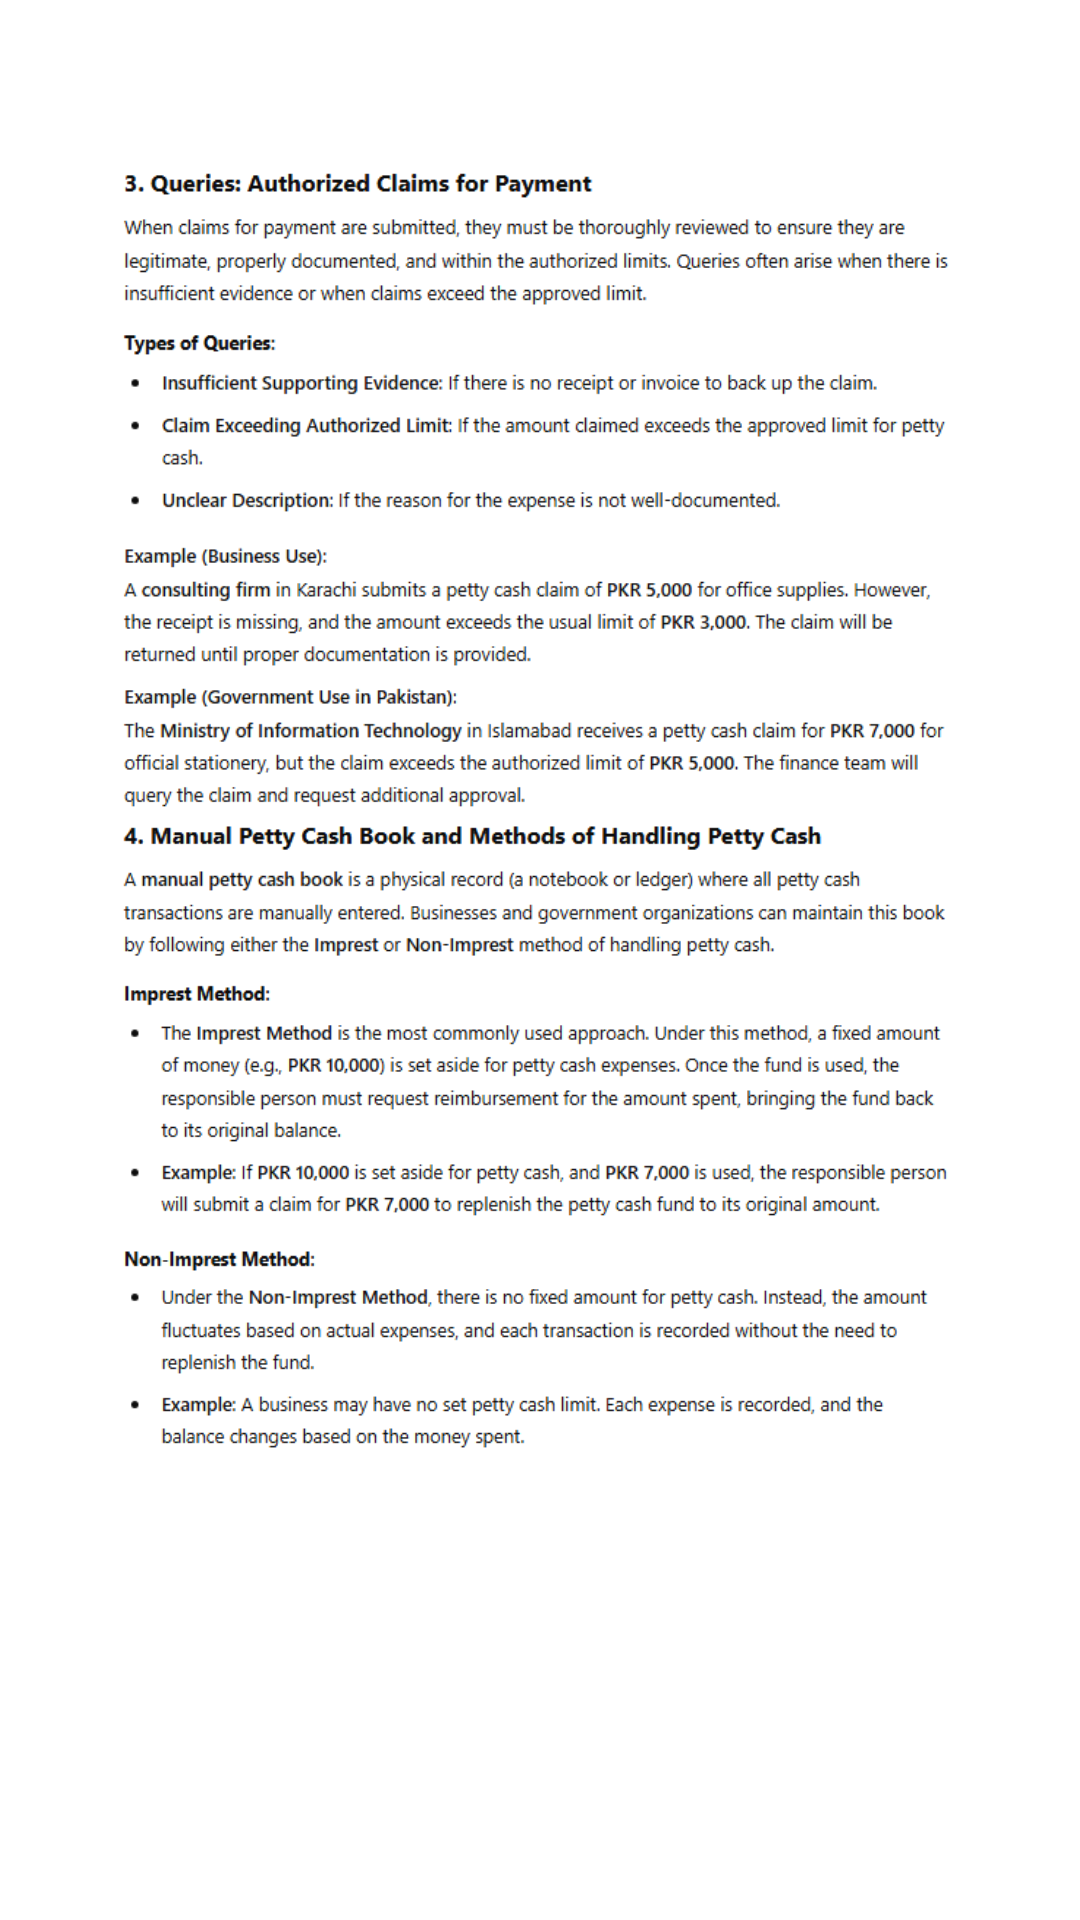 3. Queries: Authorized Claims for Payment
When claims for payment are submitted, they must be thoroughly reviewed to ensure they are
legitimate, properly documented, and within the authorized limits. Queries often arise when there is
insufficient evidence or when claims exceed the approved limit.
Types of Queries:
• Insufficient Supporting Evidence: If there is no receipt or invoice to back up the claim.
• Claim Exceeding Authorized Limit: If the amount claimed exceeds the approved limit for petty
cash.
• Unclear Description: If the reason for the expense is not well-documented.
Example (Business Use):
A consulting firm in Karachi submits a petty cash claim of PKR 5,000 for office supplies. However,
the receipt is missing, and the amount exceeds the usual limit of PKR 3,000. The claim will be
returned until proper documentation is provided.
Example (Government Use in Pakistan):
The Ministry of Information Technology in Islamabad receives a petty cash claim for PKR 7,000 for
official stationery, but the claim exceeds the authorized limit of PKR 5,000. The finance team will
query the claim and request additional approval.
4. Manual Petty Cash Book and Methods of Handling Petty Cash
A manual petty cash book is a physical record (a notebook or ledger) where all petty cash
transactions are manually entered. Businesses and government organizations can maintain this book
by following either the Imprest or Non-Imprest method of handling petty cash.
Imprest Method:
• The Imprest Method is the most commonly used approach. Under this method, a fixed amount
of money (e.g., PKR 10,000) is set aside for petty cash expenses. Once the fund is used, the
responsible person must request reimbursement for the amount spent, bringing the fund back
to its original balance.
• Example: If PKR 10,000 is set aside for petty cash, and PKR 7,000 is used, the responsible person
will submit a claim for PKR 7,000 to replenish the petty cash fund to its original amount.
Non-Imprest Method:
• Under the Non-Imprest Method, there is no fixed amount for petty cash. Instead, the amount
fluctuates based on actual expenses, and each transaction is recorded without the need to
replenish the fund.
• Example: A business may have no set petty cash limit. Each expense is recorded, and the
balance changes based on the money spent.